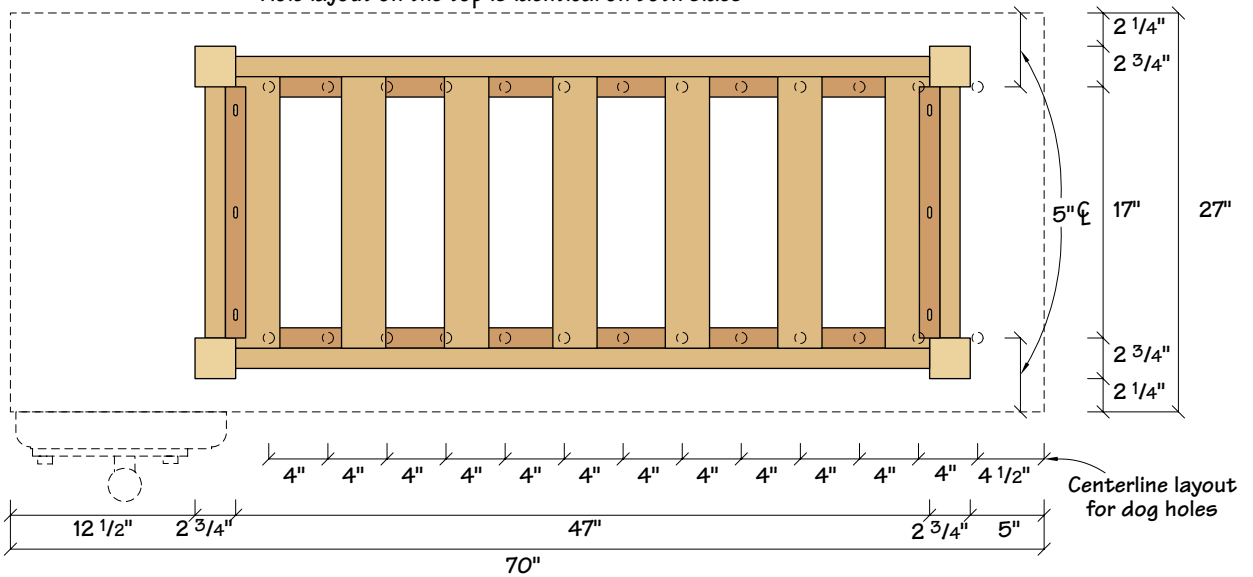 Hole layout on the top is identical on both sides
2 1/4"
2 3/4"
5" ℄
17"
27"
2 3/4"
2 1/4"
4" 4" 4" 4" 4" 4" 4" 4" 4" 4" 4" 4" 4 1/2"
Centerline layout
for dog holes
12 1/2" 2 3/4" 47" 2 3/4" 5"
70"